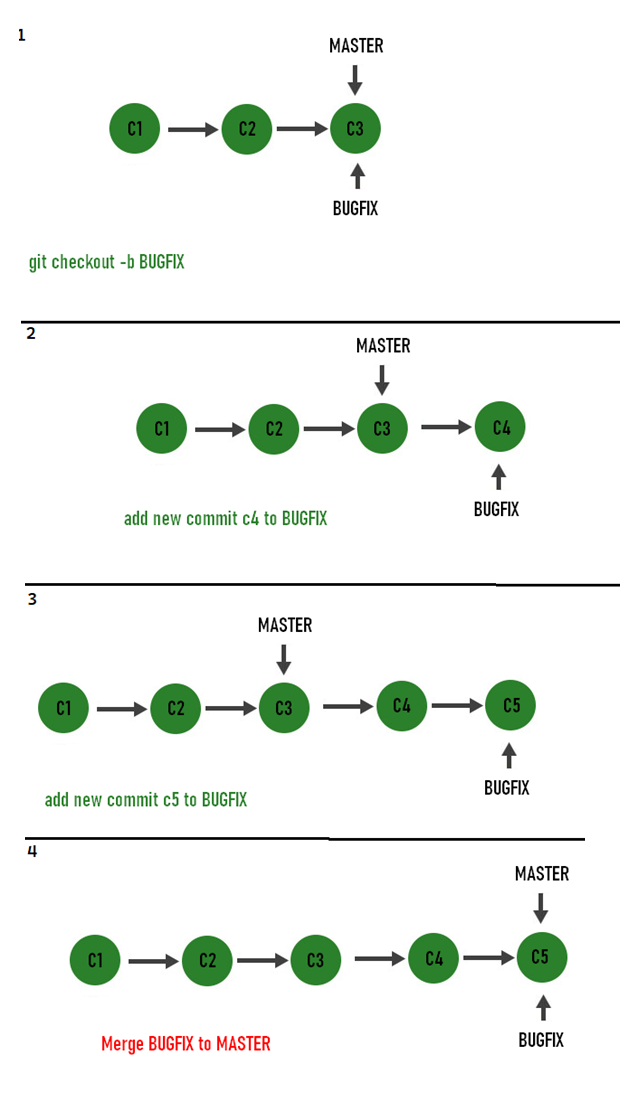 1
MASTER
C1 C2 C3
BUGFIX
git checkout -b BUGFIX
2
MASTER
C1 C2 C3 C4
BUGFIX
add new commit c4 to BUGFIX
3
MASTER
C1 C2 C3 C4 C5
BUGFIX
add new commit c5 to BUGFIX
4
MASTER
C1 C2 C3 C4 C5
BUGFIX
Merge BUGFIX to MASTER